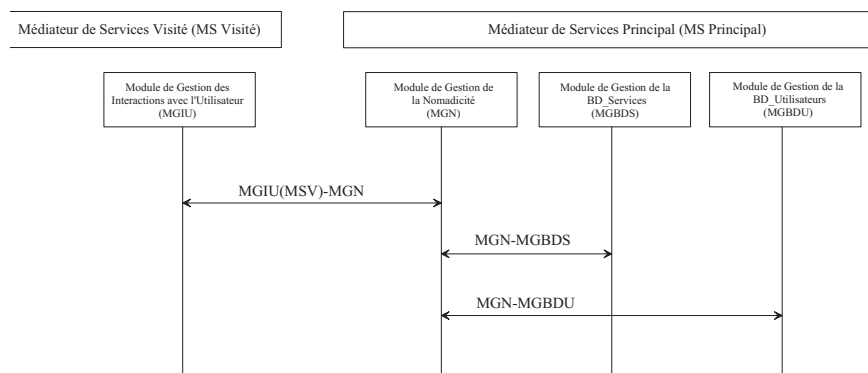 Médiateur de Services Visité (MS Visité)
Médiateur de Services Principal (MS Principal)
Module de Gestion des
Interactions avec l'Utilisateur
(MGIU)
Module de Gestion de
la Nomadicité
(MGN)
Module de Gestion de la
BD_Services
(MGBDS)
Module de Gestion de la
BD_Utilisateurs
(MGBDU)
MGIU(MSV)-MGN
MGN-MGBDS
MGN-MGBDU